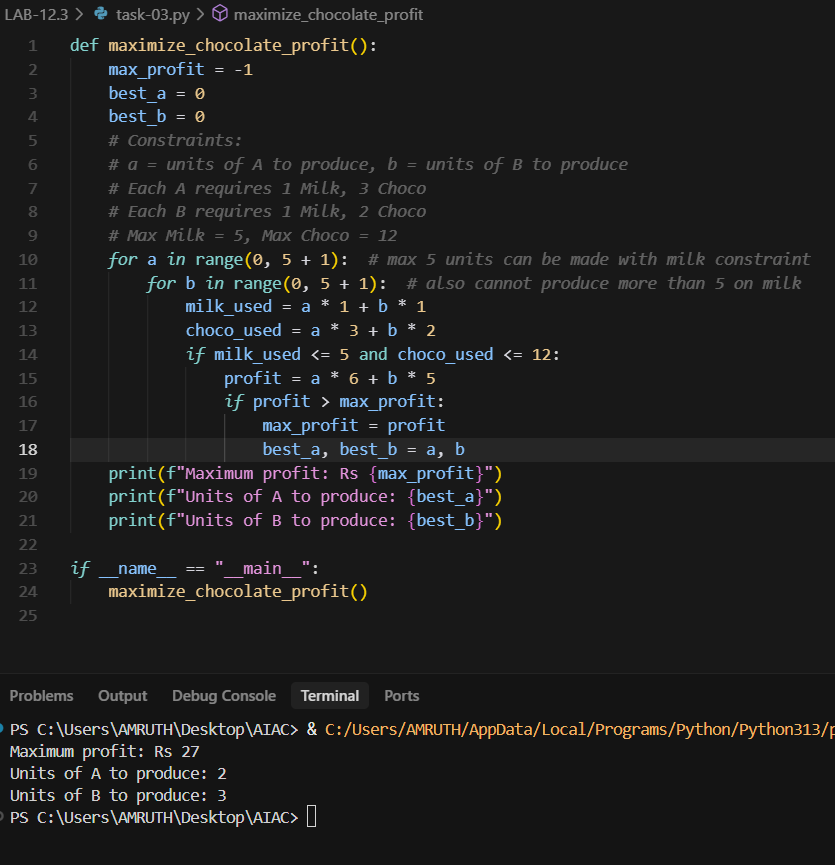 LAB-12.3 > task-03.py > maximize_chocolate_profit
1 def maximize_chocolate_profit():
2     max_profit = -1
3     best_a = 0
4     best_b = 0
5     # Constraints:
6     # a = units of A to produce, b = units of B to produce
7     # Each A requires 1 Milk, 3 Choco
8     # Each B requires 1 Milk, 2 Choco
9     # Max Milk = 5, Max Choco = 12
10     for a in range(0, 5 + 1):  # max 5 units can be made with milk constraint
11         for b in range(0, 5 + 1):  # also cannot produce more than 5 on milk
12             milk_used = a * 1 + b * 1
13             choco_used = a * 3 + b * 2
14             if milk_used <= 5 and choco_used <= 12:
15                 profit = a * 6 + b * 5
16                 if profit > max_profit:
17                     max_profit = profit
18                     best_a, best_b = a, b
19     print(f"Maximum profit: Rs {max_profit}")
20     print(f"Units of A to produce: {best_a}")
21     print(f"Units of B to produce: {best_b}")
22
23 if __name__ == "__main__":
24     maximize_chocolate_profit()
25
Problems Output Debug Console Terminal Ports
PS C:\Users\AMRUTH\Desktop\AIAC> & C:/Users/AMRUTH/AppData/Local/Programs/Python/Python313/p
Maximum profit: Rs 27
Units of A to produce: 2
Units of B to produce: 3
PS C:\Users\AMRUTH\Desktop\AIAC>